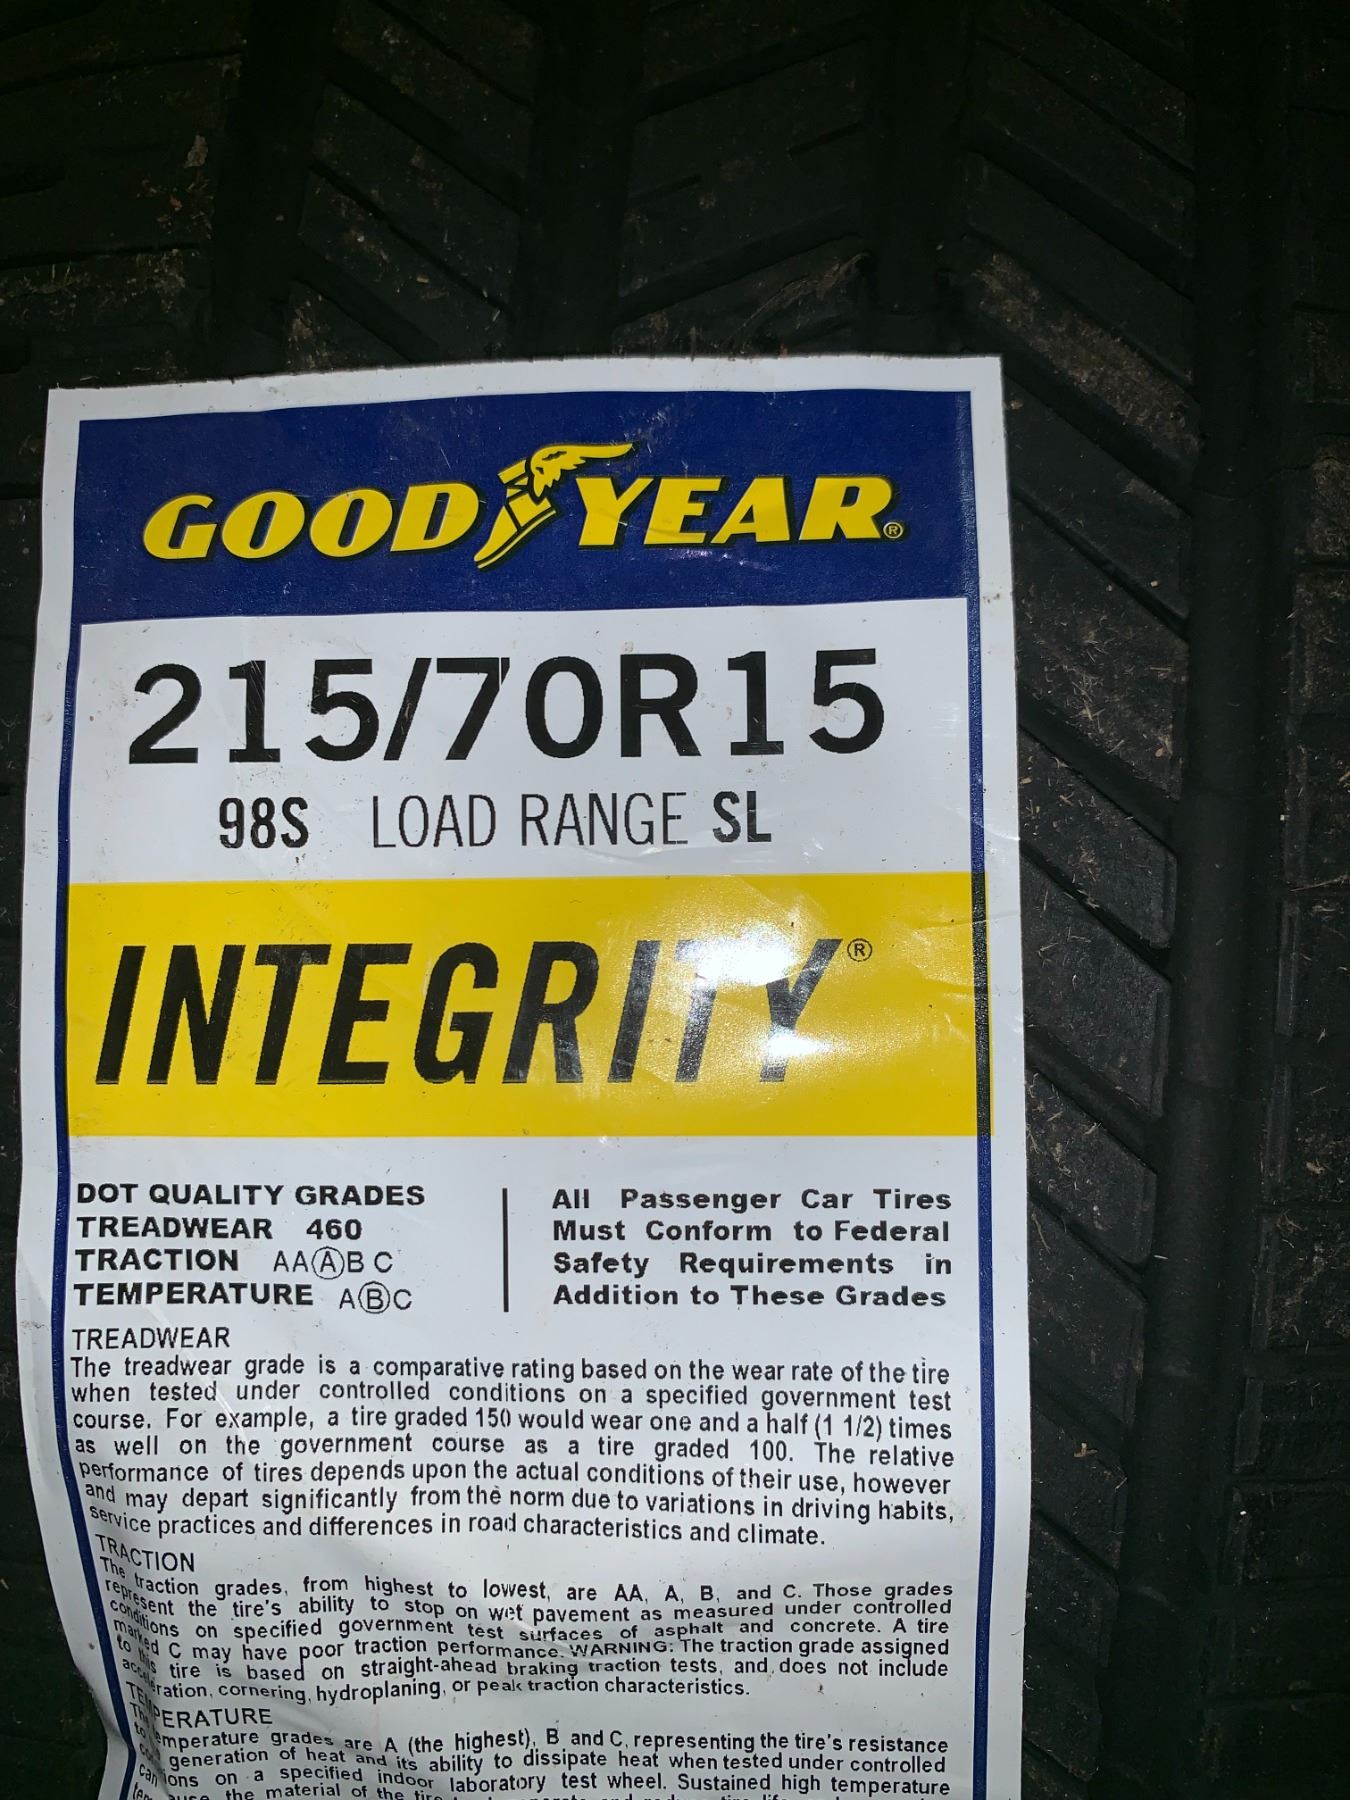 GOOD YEAR®
215/70R15
98S LOAD RANGE SL
INTEGRITY®
DOT QUALITY GRADES
TREADWEAR 460
TRACTION AA Ⓐ B C
TEMPERATURE A Ⓑ C
All Passenger Car Tires
Must Conform to Federal
Safety Requirements in
Addition to These Grades
TREADWEAR
The treadwear grade is a comparative rating based on the wear rate of the tire
when tested under controlled conditions on a specified government test
course. For example, a tire graded 150 would wear one and a half (1 1/2) times
as well on the government course as a tire graded 100. The relative
performance of tires depends upon the actual conditions of their use, however
and may depart significantly from the norm due to variations in driving habits,
service practices and differences in road characteristics and climate.
TRACTION
The traction grades, from highest to lowest, are AA, A, B, and C. Those grades
represent the tire's ability to stop on wet pavement as measured under controlled
conditions on specified government test surfaces of asphalt and concrete. A tire
marked C may have poor traction performance. WARNING: The traction grade assigned
to this tire is based on straight-ahead braking traction tests, and does not include
acceleration, cornering, hydroplaning, or peak traction characteristics.
TEMPERATURE
The temperature grades are A (the highest), B and C, representing the tire's resistance
to generation of heat and its ability to dissipate heat when tested under controlled
conditions on a specified indoor laboratory test wheel. Sustained high temperature
can the material of the tire